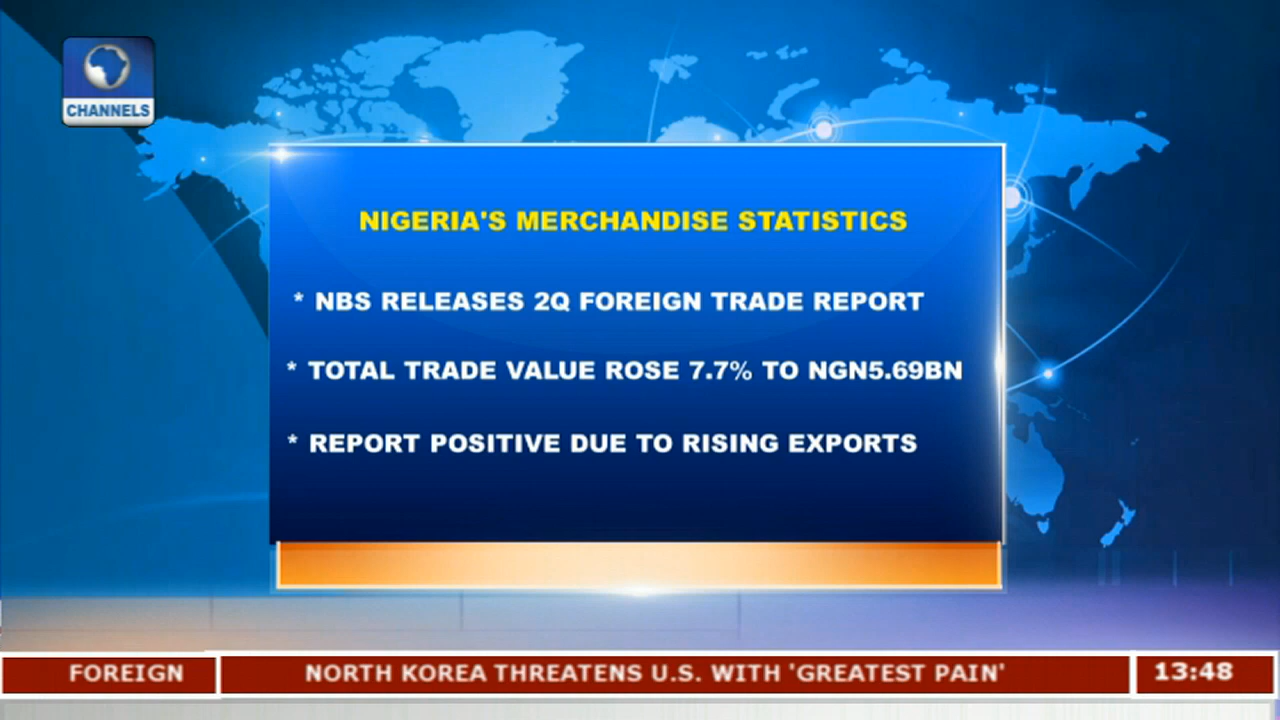 CHANNELS
NIGERIA'S MERCHANDISE STATISTICS
* NBS RELEASES 2Q FOREIGN TRADE REPORT
* TOTAL TRADE VALUE ROSE 7.7% TO NGN5.69BN
* REPORT POSITIVE DUE TO RISING EXPORTS
FOREIGN
NORTH KOREA THREATENS U.S. WITH 'GREATEST PAIN'
13:48